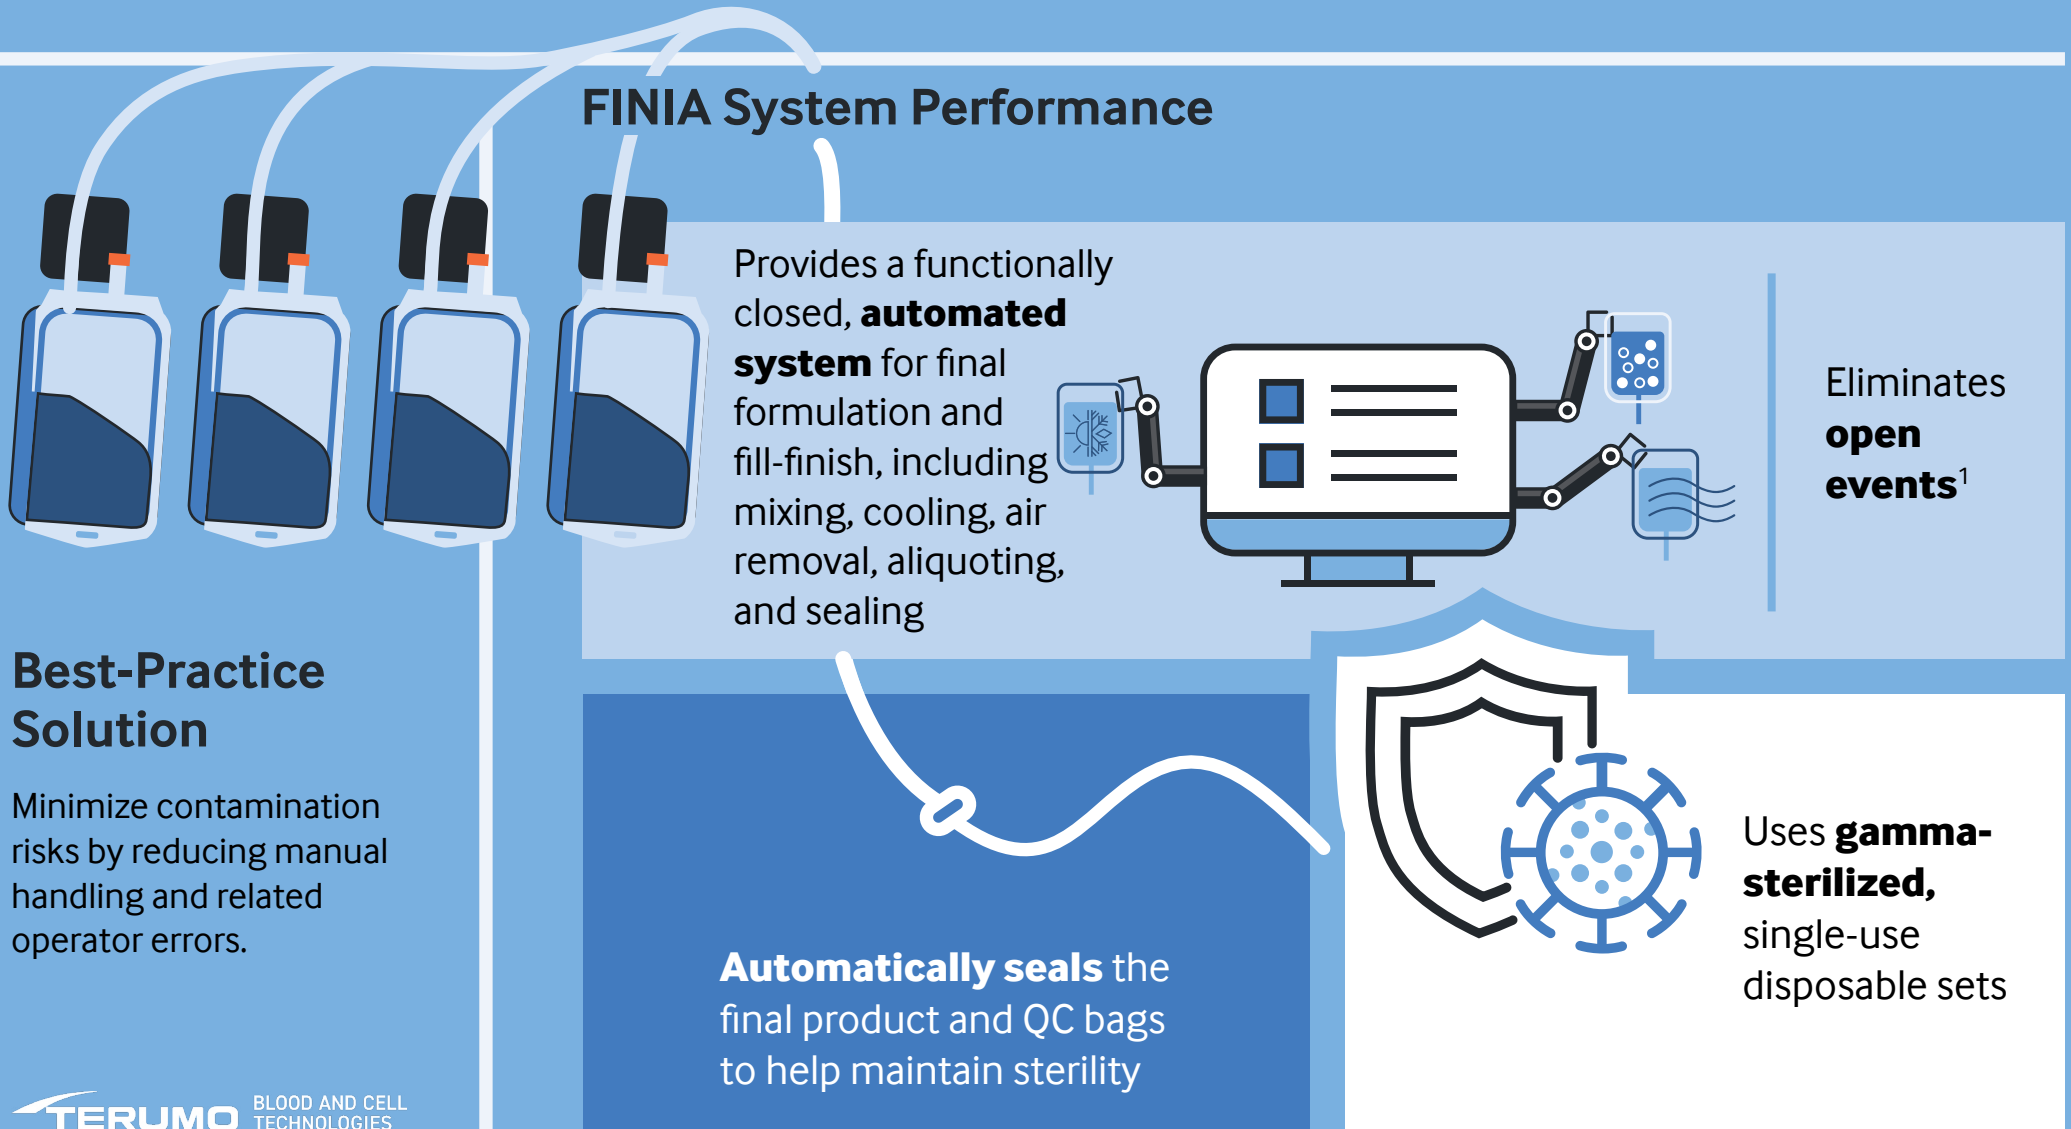 FINIA System Performance
Provides a functionally
closed, automated
system for final
formulation and
fill-finish, including
mixing, cooling, air
removal, aliquoting,
and sealing
Eliminates
open
events¹
Best-Practice
Solution
Minimize contamination
risks by reducing manual
handling and related
operator errors.
Automatically seals the
final product and QC bags
to help maintain sterility
Uses gamma-
sterilized,
single-use
disposable sets
TERUMO
BLOOD AND CELL
TECHNOLOGIES